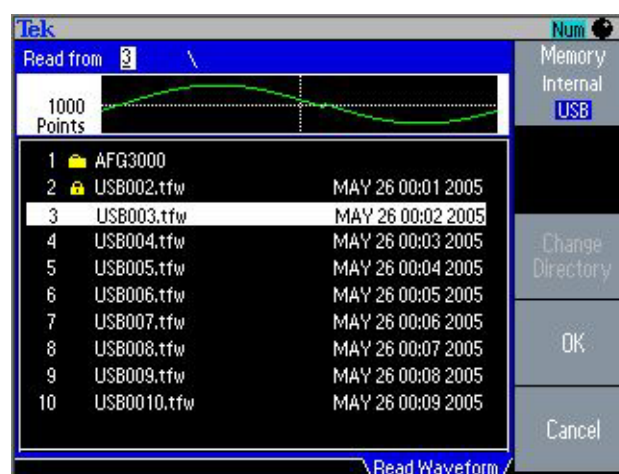 Tek
Num
Read from 3 \
Memory
Internal
USB
1000
Points
1 AFG3000
2 USB002.tfw MAY 26 00:01 2005
3 USB003.tfw MAY 26 00:02 2005
4 USB004.tfw MAY 26 00:03 2005
5 USB005.tfw MAY 26 00:04 2005
6 USB006.tfw MAY 26 00:05 2005
7 USB007.tfw MAY 26 00:06 2005
8 USB008.tfw MAY 26 00:07 2005
9 USB009.tfw MAY 26 00:08 2005
10 USB0010.tfw MAY 26 00:09 2005
Change
Directory
OK
Cancel
Read Waveform